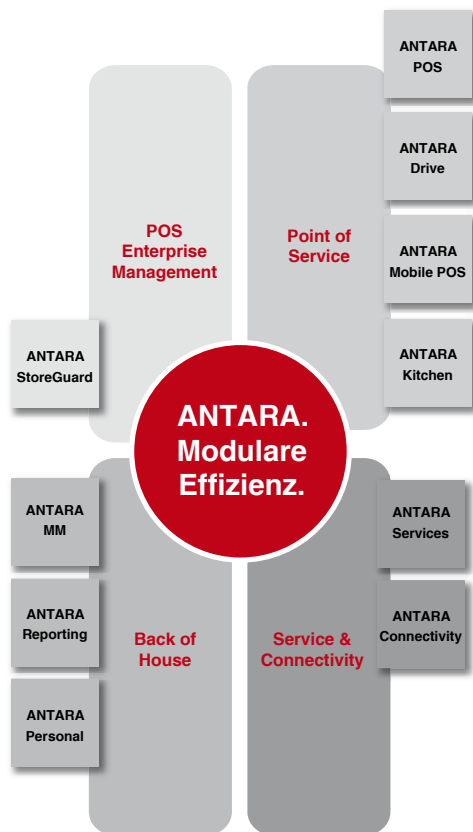 POS
Enterprise
Management
Point of
Service
ANTARA
POS
ANTARA
Drive
ANTARA
Mobile POS
ANTARA
Kitchen
ANTARA
StoreGuard
ANTARA.
Modulare
Effizienz.
ANTARA
MM
ANTARA
Reporting
ANTARA
Personal
Back of
House
Service &
Connectivity
ANTARA
Services
ANTARA
Connectivity